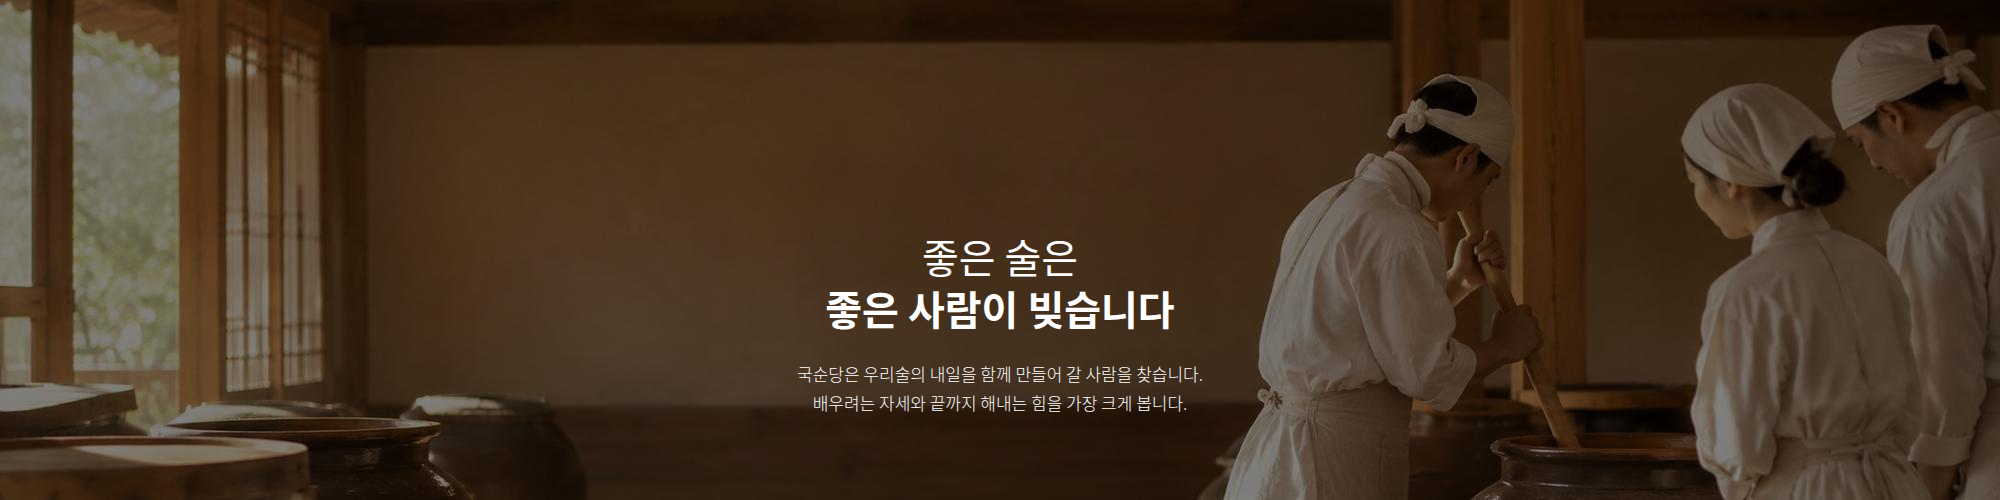 좋은 술은
좋은 사람이 빚습니다
국순당은 우리술의 내일을 함께 만들어 갈 사람을 찾습니다.
배우려는 자세와 끝까지 해내는 힘을 가장 크게 봅니다.